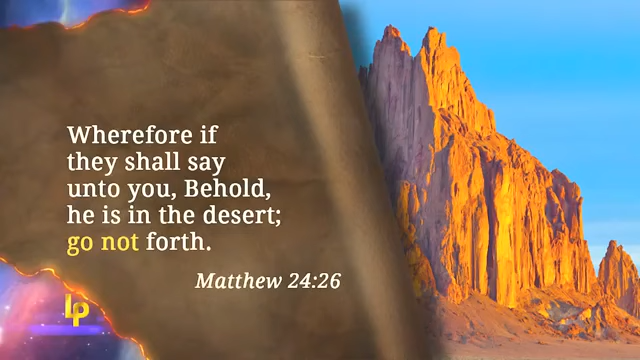 Wherefore if
they shall say
unto you, Behold,
he is in the desert;
go not forth.
Matthew 24:26
LP